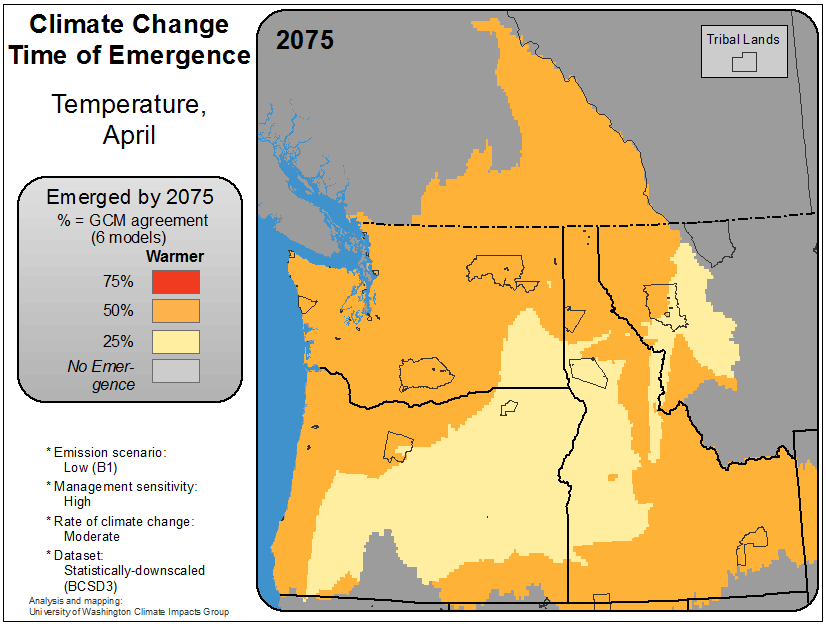 Climate Change
Time of Emergence
Temperature,
April
Emerged by 2075
% = GCM agreement
(6 models)
Warmer
75%
50%
25%
No Emer-
gence
* Emission scenario:
Low (B1)
* Management sensitivity:
High
* Rate of climate change:
Moderate
* Dataset:
Statistically-downscaled
(BCSD3)
Analysis and mapping:
University of Washington Climate Impacts Group
2075
Tribal Lands